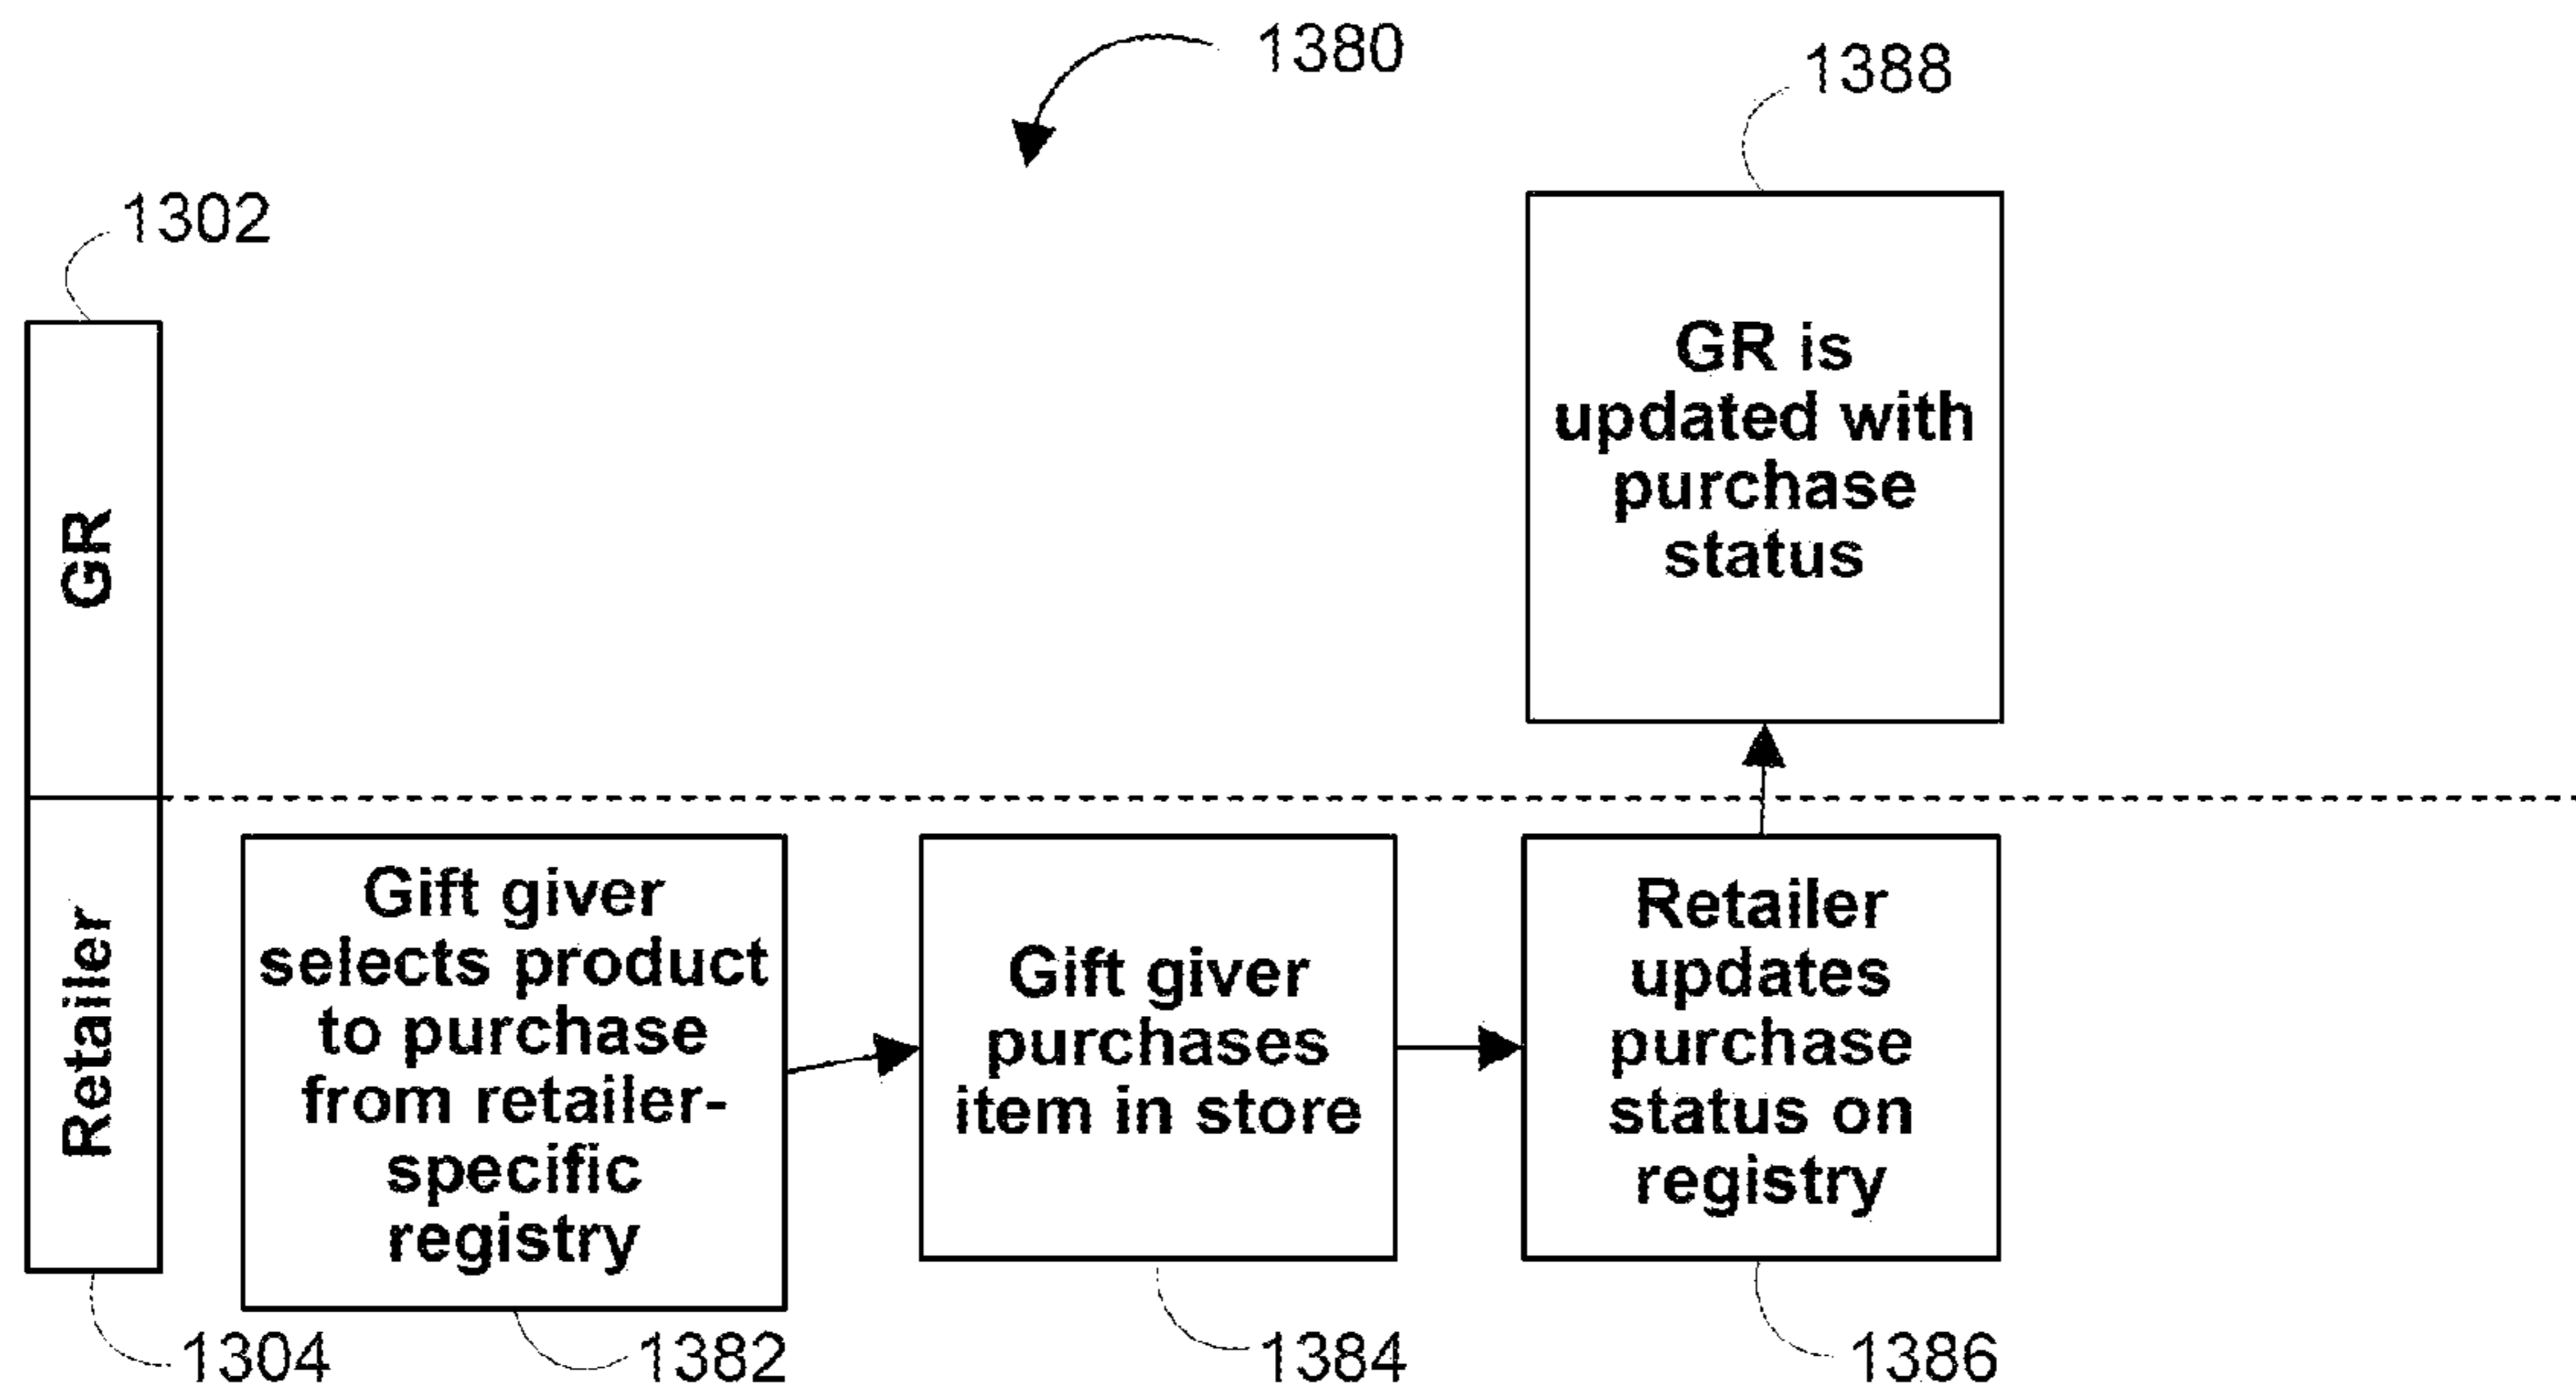 1380
1388
1302
GR is
updated with
purchase
status
GR
Retailer
Gift giver
selects product
to purchase
from retailer-
specific
registry
Gift giver
purchases
item in store
Retailer
updates
purchase
status on
registry
1304
1382
1384
1386